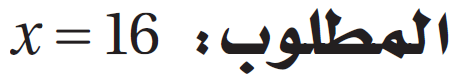 المطلوب: x = 16